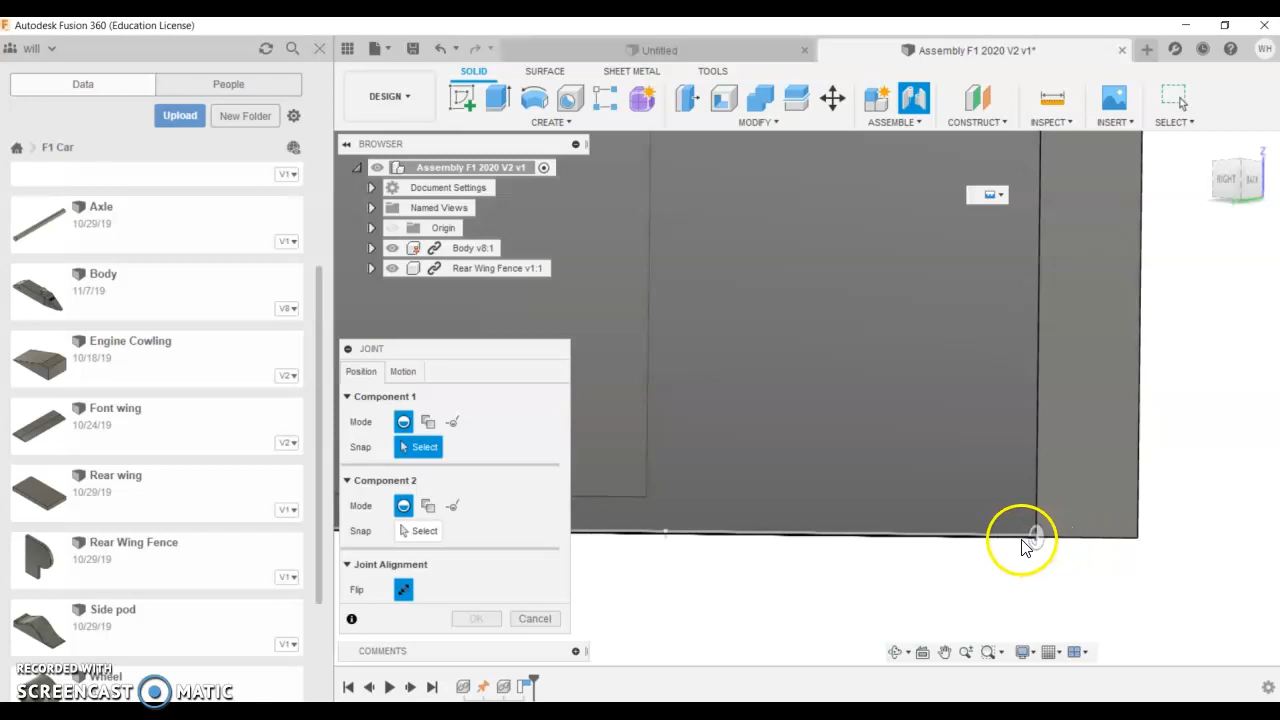 Autodesk Fusion 360 (Education License)
will
Untitled
Assembly F1 2020 V2 v1*
WH
Data
People
SOLID
SURFACE
SHEET METAL
TOOLS
Upload
New Folder
DESIGN
CREATE
MODIFY
ASSEMBLE
CONSTRUCT
INSPECT
INSERT
SELECT
F1 Car
BROWSER
Assembly F1 2020 V2 v1
Document Settings
Named Views
Origin
Body v8:1
Rear Wing Fence v1:1
Z
RIGHT
BACK
V1
Axle
10/29/19
V1
Body
11/7/19
V8
Engine Cowling
10/18/19
V2
Font wing
10/24/19
V2
Rear wing
10/29/19
V1
Rear Wing Fence
10/29/19
V1
Side pod
10/29/19
V1
Wheel
JOINT
Position
Motion
Component 1
Mode
Snap
Select
Component 2
Mode
Snap
Select
Joint Alignment
Flip
OK
Cancel
COMMENTS
RECORDED WITH
SCREENCAST MATIC